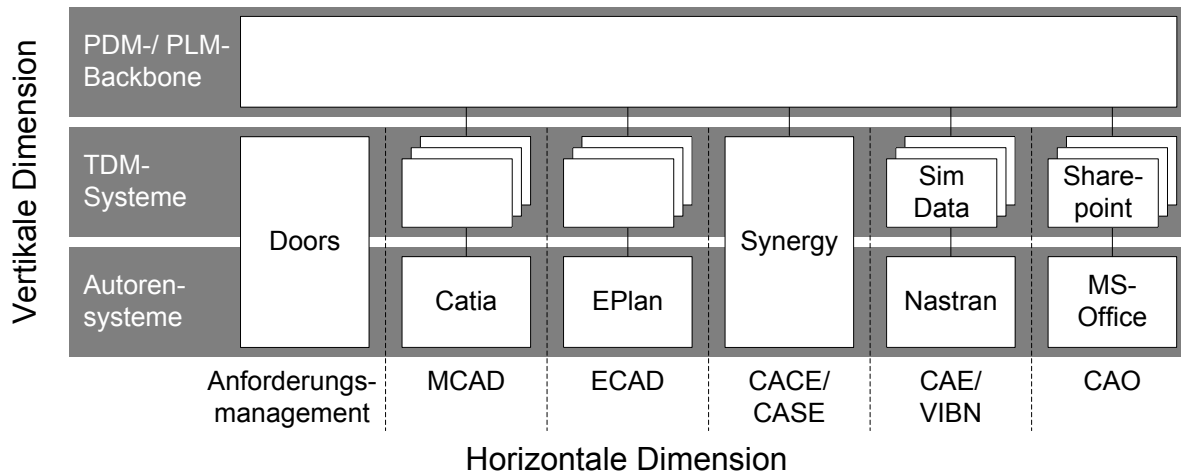 Vertikale Dimension
PDM-/ PLM-
Backbone
TDM-
Systeme
Autoren-
systeme
Doors
Catia
EPlan
Synergy
Sim
Data
Nastran
Share-
point
MS-
Office
Anforderungs-
management
MCAD
ECAD
CACE/
CASE
CAE/
VIBN
CAO
Horizontale Dimension